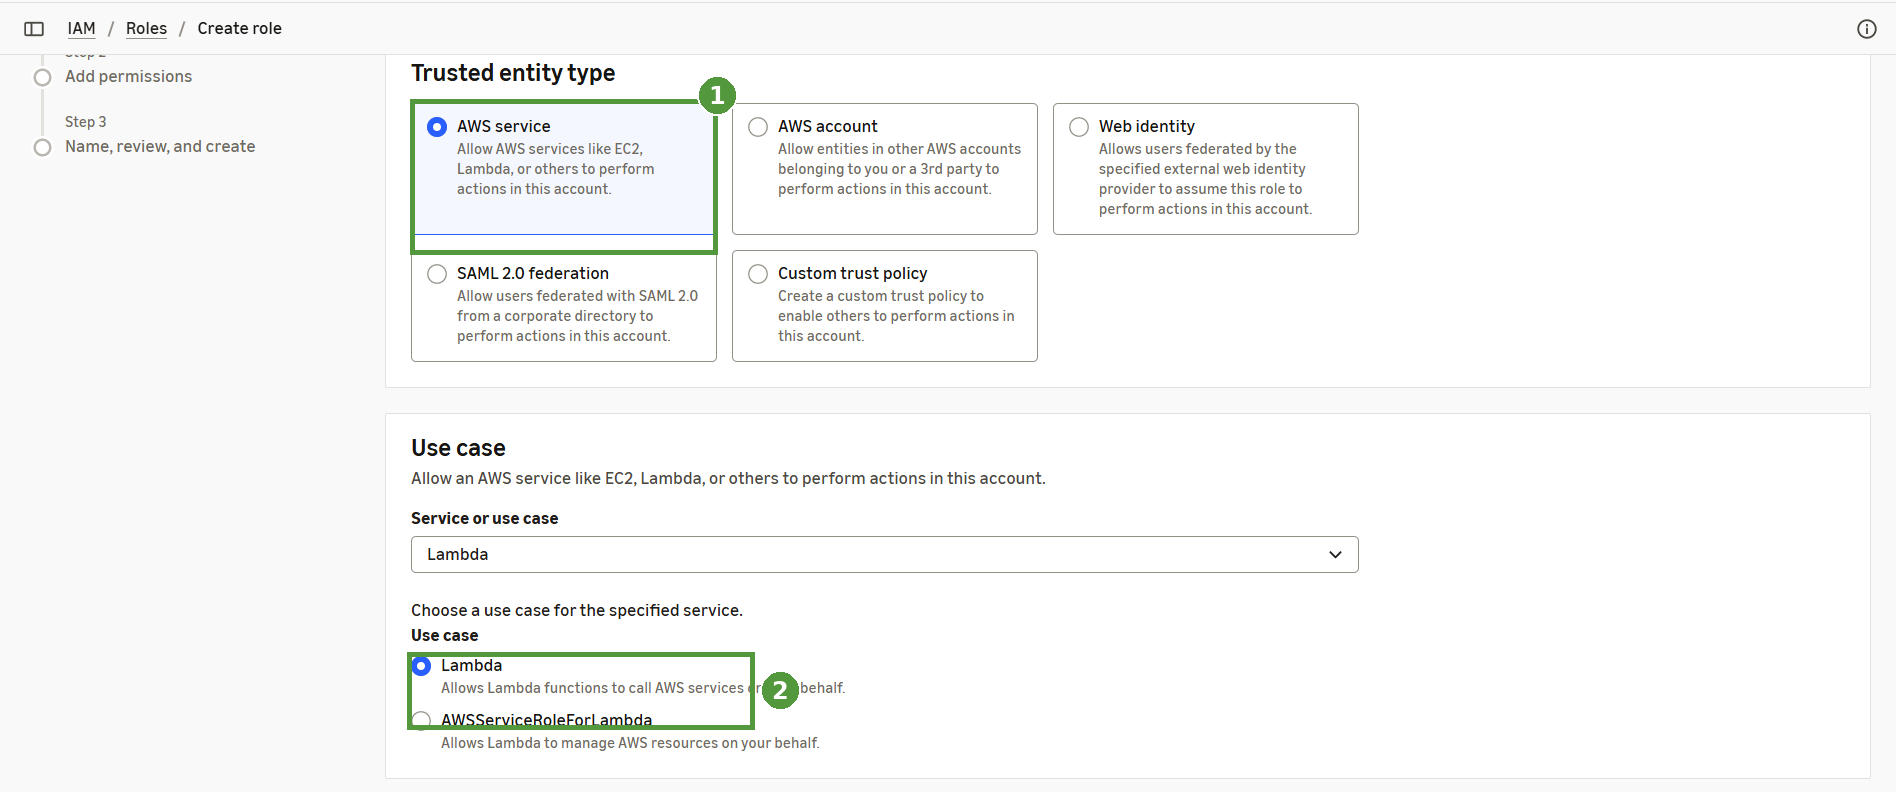 IAM / Roles / Create role
Step 2
Add permissions
Step 3
Name, review, and create
Trusted entity type
1
AWS service
Allow AWS services like EC2,
Lambda, or others to perform
actions in this account.
AWS account
Allow entities in other AWS accounts
belonging to you or a 3rd party to
perform actions in this account.
Web identity
Allows users federated by the
specified external web identity
provider to assume this role to
perform actions in this account.
SAML 2.0 federation
Allow users federated with SAML 2.0
from a corporate directory to
perform actions in this account.
Custom trust policy
Create a custom trust policy to
enable others to perform actions in
this account.
Use case
Allow an AWS service like EC2, Lambda, or others to perform actions in this account.
Service or use case
Lambda
Choose a use case for the specified service.
Use case
Lambda
Allows Lambda functions to call AWS services behalf.
2
AWSServiceRoleForLambda
Allows Lambda to manage AWS resources on your behalf.